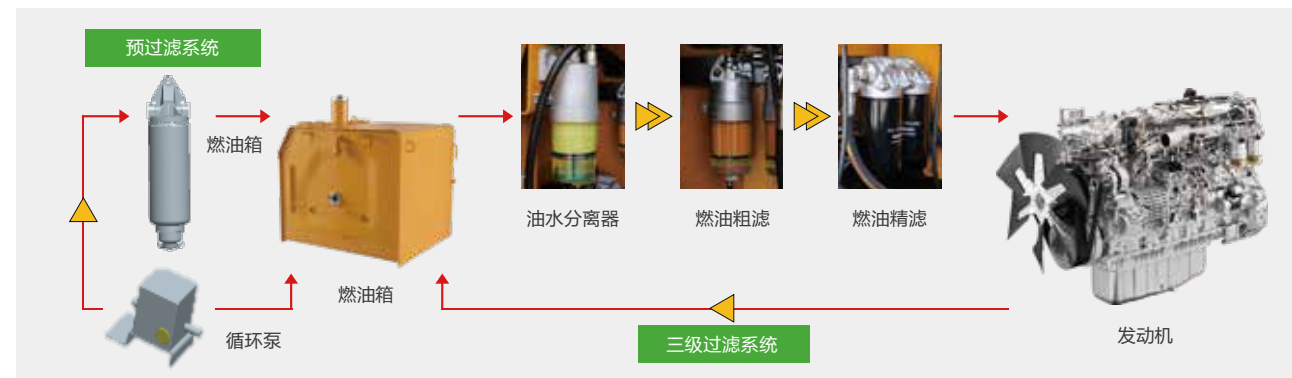 预过滤系统
燃油箱
油水分离器
燃油粗滤
燃油精滤
燃油箱
循环泵
三级过滤系统
发动机